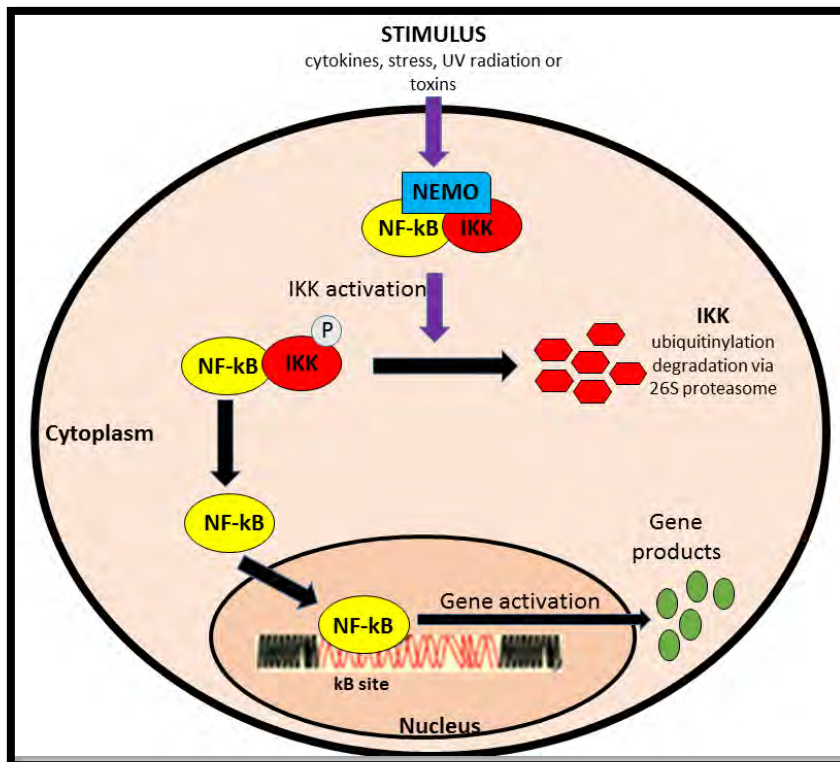 STIMULUS
cytokines, stress, UV radiation or
toxins
NEMO
NF-kB
IKK
IKK activation
P
NF-kB
IKK
IKK
ubiquitinylation
degradation via
26S proteasome
Cytoplasm
NF-kB
Gene
products
Gene activation
NF-kB
kB site
Nucleus